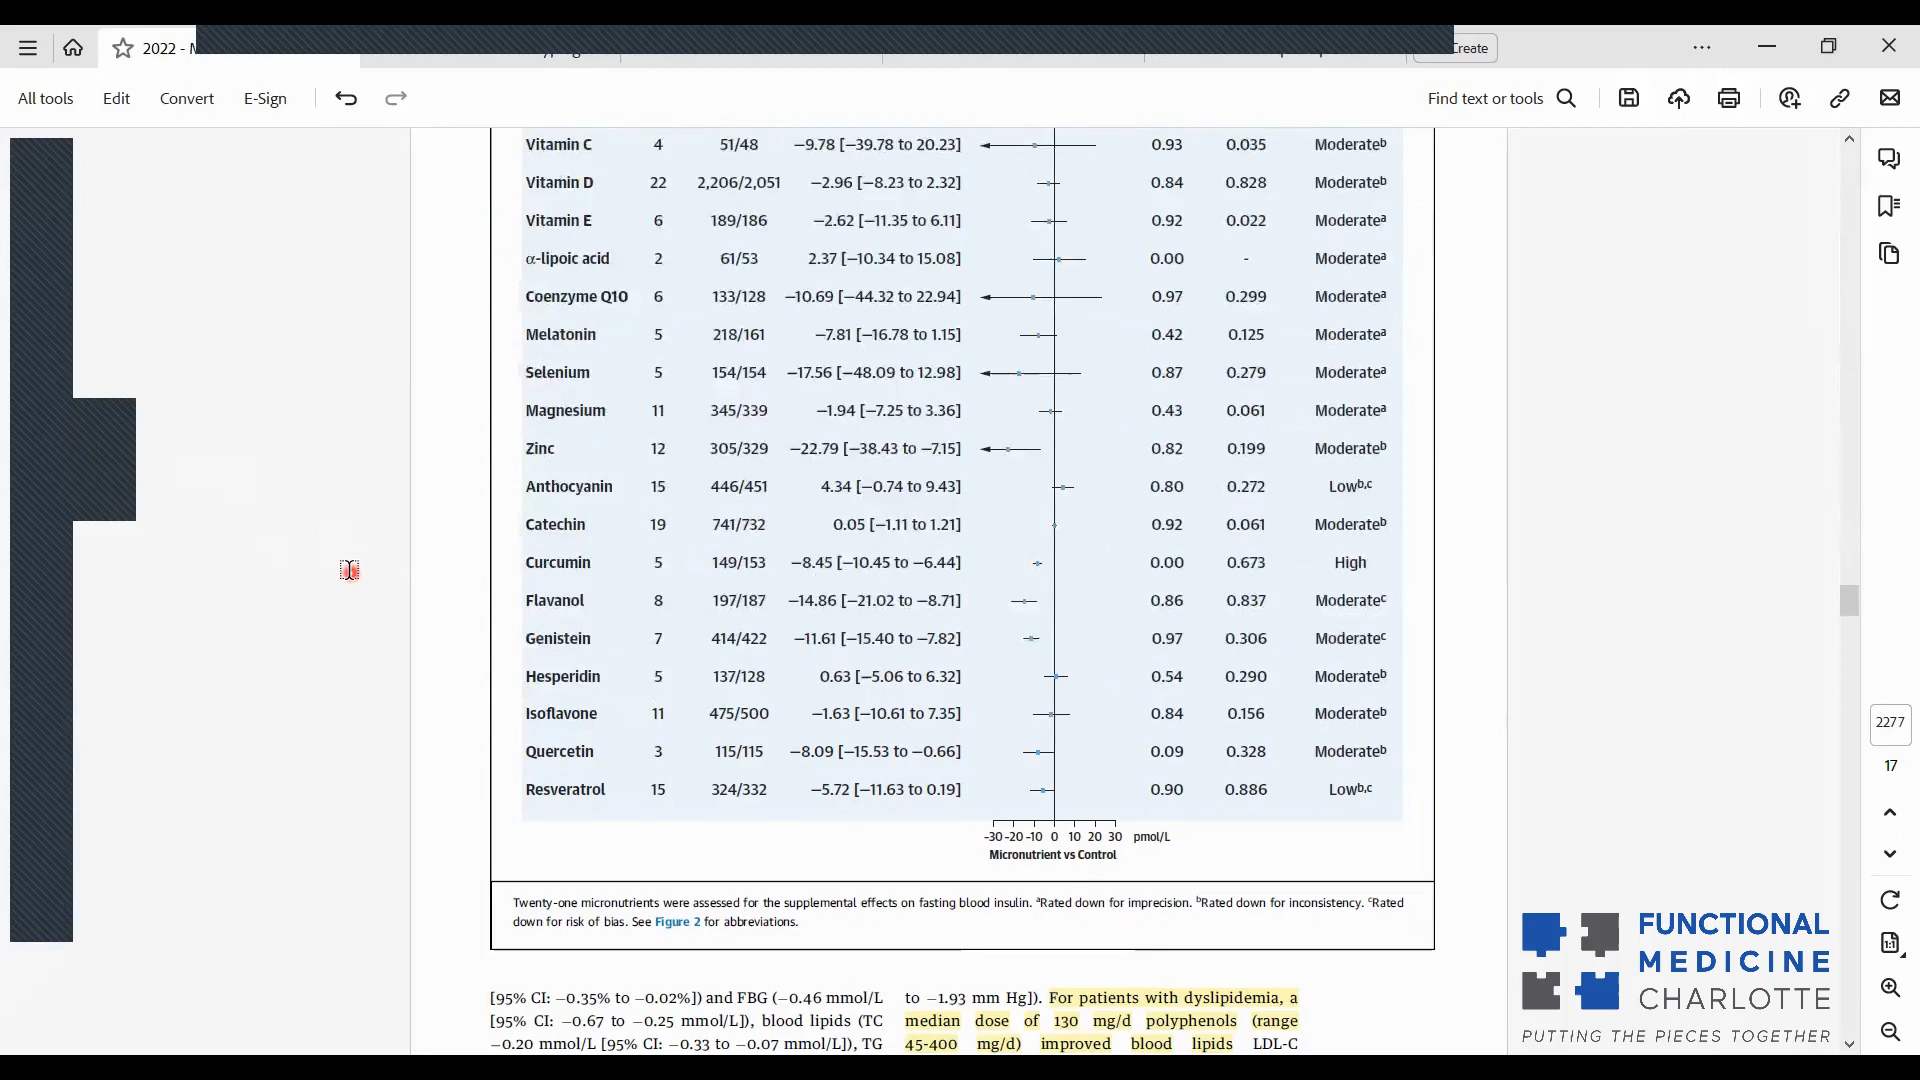 2022 -
Create
All tools Edit Convert E-Sign Find text or tools
Vitamin C 4 51/48 −9.78 [−39.78 to 20.23] 0.93 0.035 Moderateᵇ
Vitamin D 22 2,206/2,051 −2.96 [−8.23 to 2.32] 0.84 0.828 Moderateᵇ
Vitamin E 6 189/186 −2.62 [−11.35 to 6.11] 0.92 0.022 Moderateᵃ
α-lipoic acid 2 61/53 2.37 [−10.34 to 15.08] 0.00 - Moderateᵃ
Coenzyme Q10 6 133/128 −10.69 [−44.32 to 22.94] 0.97 0.299 Moderateᵃ
Melatonin 5 218/161 −7.81 [−16.78 to 1.15] 0.42 0.125 Moderateᵃ
Selenium 5 154/154 −17.56 [−48.09 to 12.98] 0.87 0.279 Moderateᵃ
Magnesium 11 345/339 −1.94 [−7.25 to 3.36] 0.43 0.061 Moderateᵃ
Zinc 12 305/329 −22.79 [−38.43 to −7.15] 0.82 0.199 Moderateᵇ
Anthocyanin 15 446/451 4.34 [−0.74 to 9.43] 0.80 0.272 Lowᵇ,ᶜ
Catechin 19 741/732 0.05 [−1.11 to 1.21] 0.92 0.061 Moderateᵇ
Curcumin 5 149/153 −8.45 [−10.45 to −6.44] 0.00 0.673 High
Flavanol 8 197/187 −14.86 [−21.02 to −8.71] 0.86 0.837 Moderateᶜ
Genistein 7 414/422 −11.61 [−15.40 to −7.82] 0.97 0.306 Moderateᶜ
Hesperidin 5 137/128 0.63 [−5.06 to 6.32] 0.54 0.290 Moderateᵇ
Isoflavone 11 475/500 −1.63 [−10.61 to 7.35] 0.84 0.156 Moderateᵇ
Quercetin 3 115/115 −8.09 [−15.53 to −0.66] 0.09 0.328 Moderateᵇ
Resveratrol 15 324/332 −5.72 [−11.63 to 0.19] 0.90 0.886 Lowᵇ,ᶜ
-30 -20 -10 0 10 20 30 pmol/L
Micronutrient vs Control
Twenty-one micronutrients were assessed for the supplemental effects on fasting blood insulin. ᵃRated down for imprecision. ᵇRated down for inconsistency. ᶜRated
down for risk of bias. See Figure 2 for abbreviations.
[95% CI: −0.35% to −0.02%]) and FBG (−0.46 mmol/L
[95% CI: −0.67 to −0.25 mmol/L]), blood lipids (TC
−0.20 mmol/L [95% CI: −0.33 to −0.07 mmol/L]), TG
to −1.93 mm Hg]). For patients with dyslipidemia, a
median dose of 130 mg/d polyphenols (range
45-400 mg/d) improved blood lipids LDL-C
2277
17
1:1
FUNCTIONAL
MEDICINE
CHARLOTTE
PUTTING THE PIECES TOGETHER